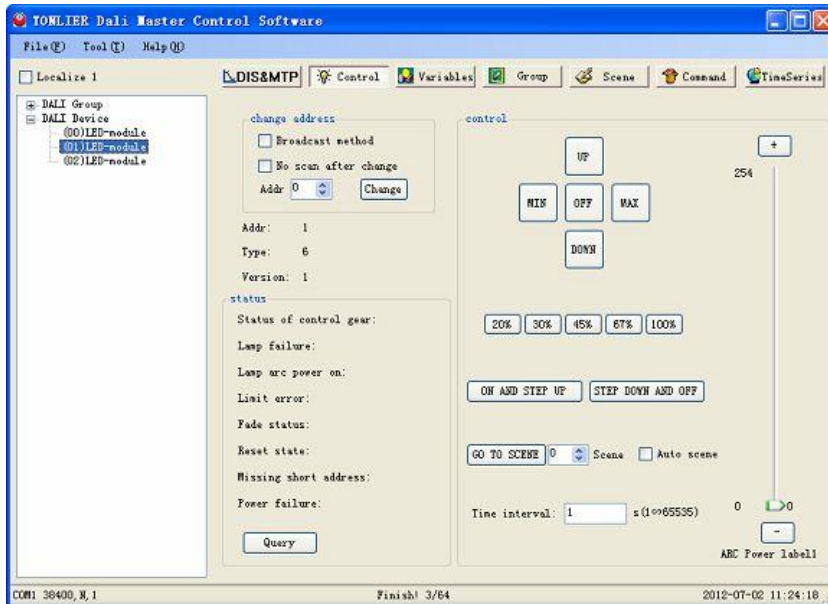 TONLIER Dali Master Control Software
File(F) Tool(T) Help(H)
Localize 1
DIS&MTP Control Variables Group Scene Command TimeSeries
DALI Group
DALI Device
(00)LED-module
(01)LED-module
(02)LED-module
change address
Broadcast method
No scan after change
Addr 0 Change
Addr: 1
Type: 6
Version: 1
status
Status of control gear:
Lamp failure:
Lamp arc power on:
Limit error:
Fade status:
Reset state:
Missing short address:
Power failure:
Query
control
UP
MIN OFF MAX
DOWN
20% 30% 45% 67% 100%
ON AND STEP UP STEP DOWN AND OFF
GO TO SCENE 0 Scene Auto scene
Time interval: 1 s(1∞65535)
+
254
0 0
-
ARC Power label1
COM1 38400,N,1 Finish! 3/64 2012-07-02 11:24:18